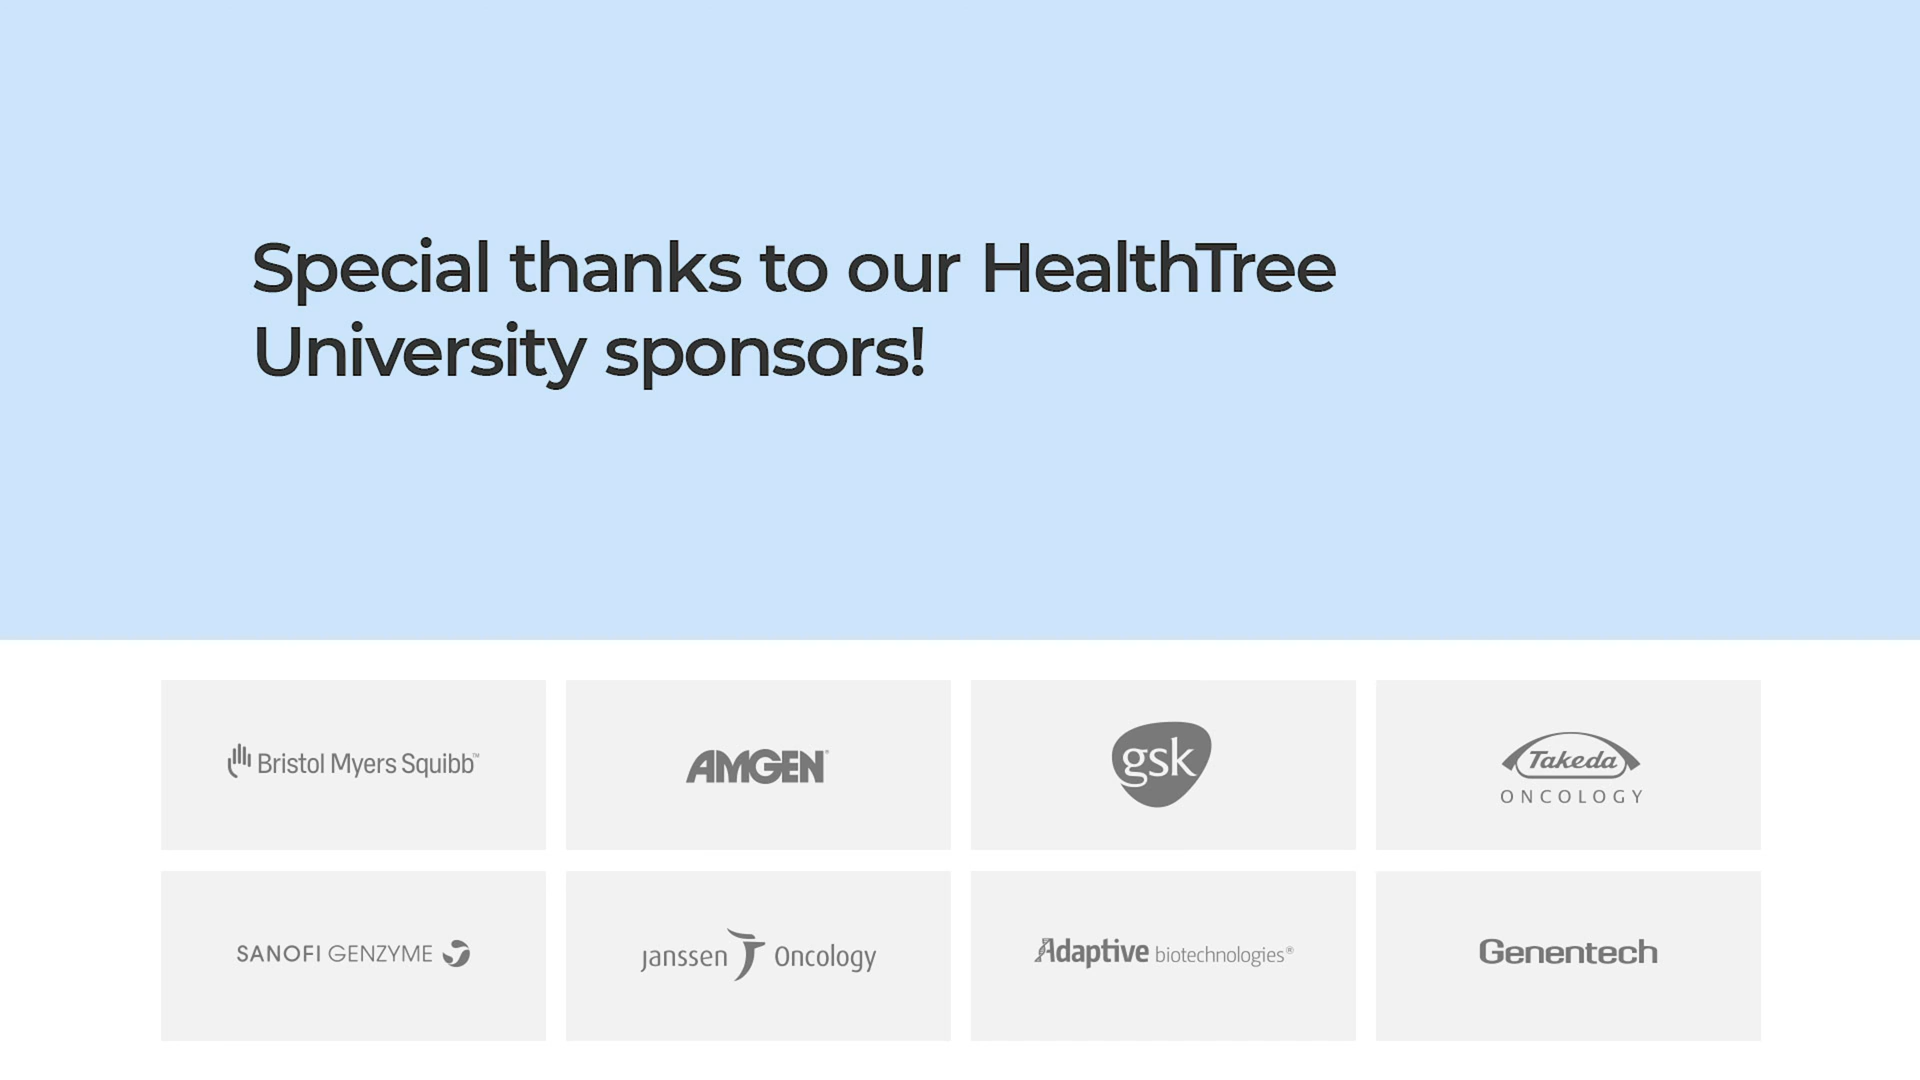 Special thanks to our HealthTree
University sponsors!
Bristol Myers Squibb™
AMGEN®
gsk
Takeda
ONCOLOGY
SANOFI GENZYME
Janssen Oncology
Adaptive biotechnologies®
Genentech